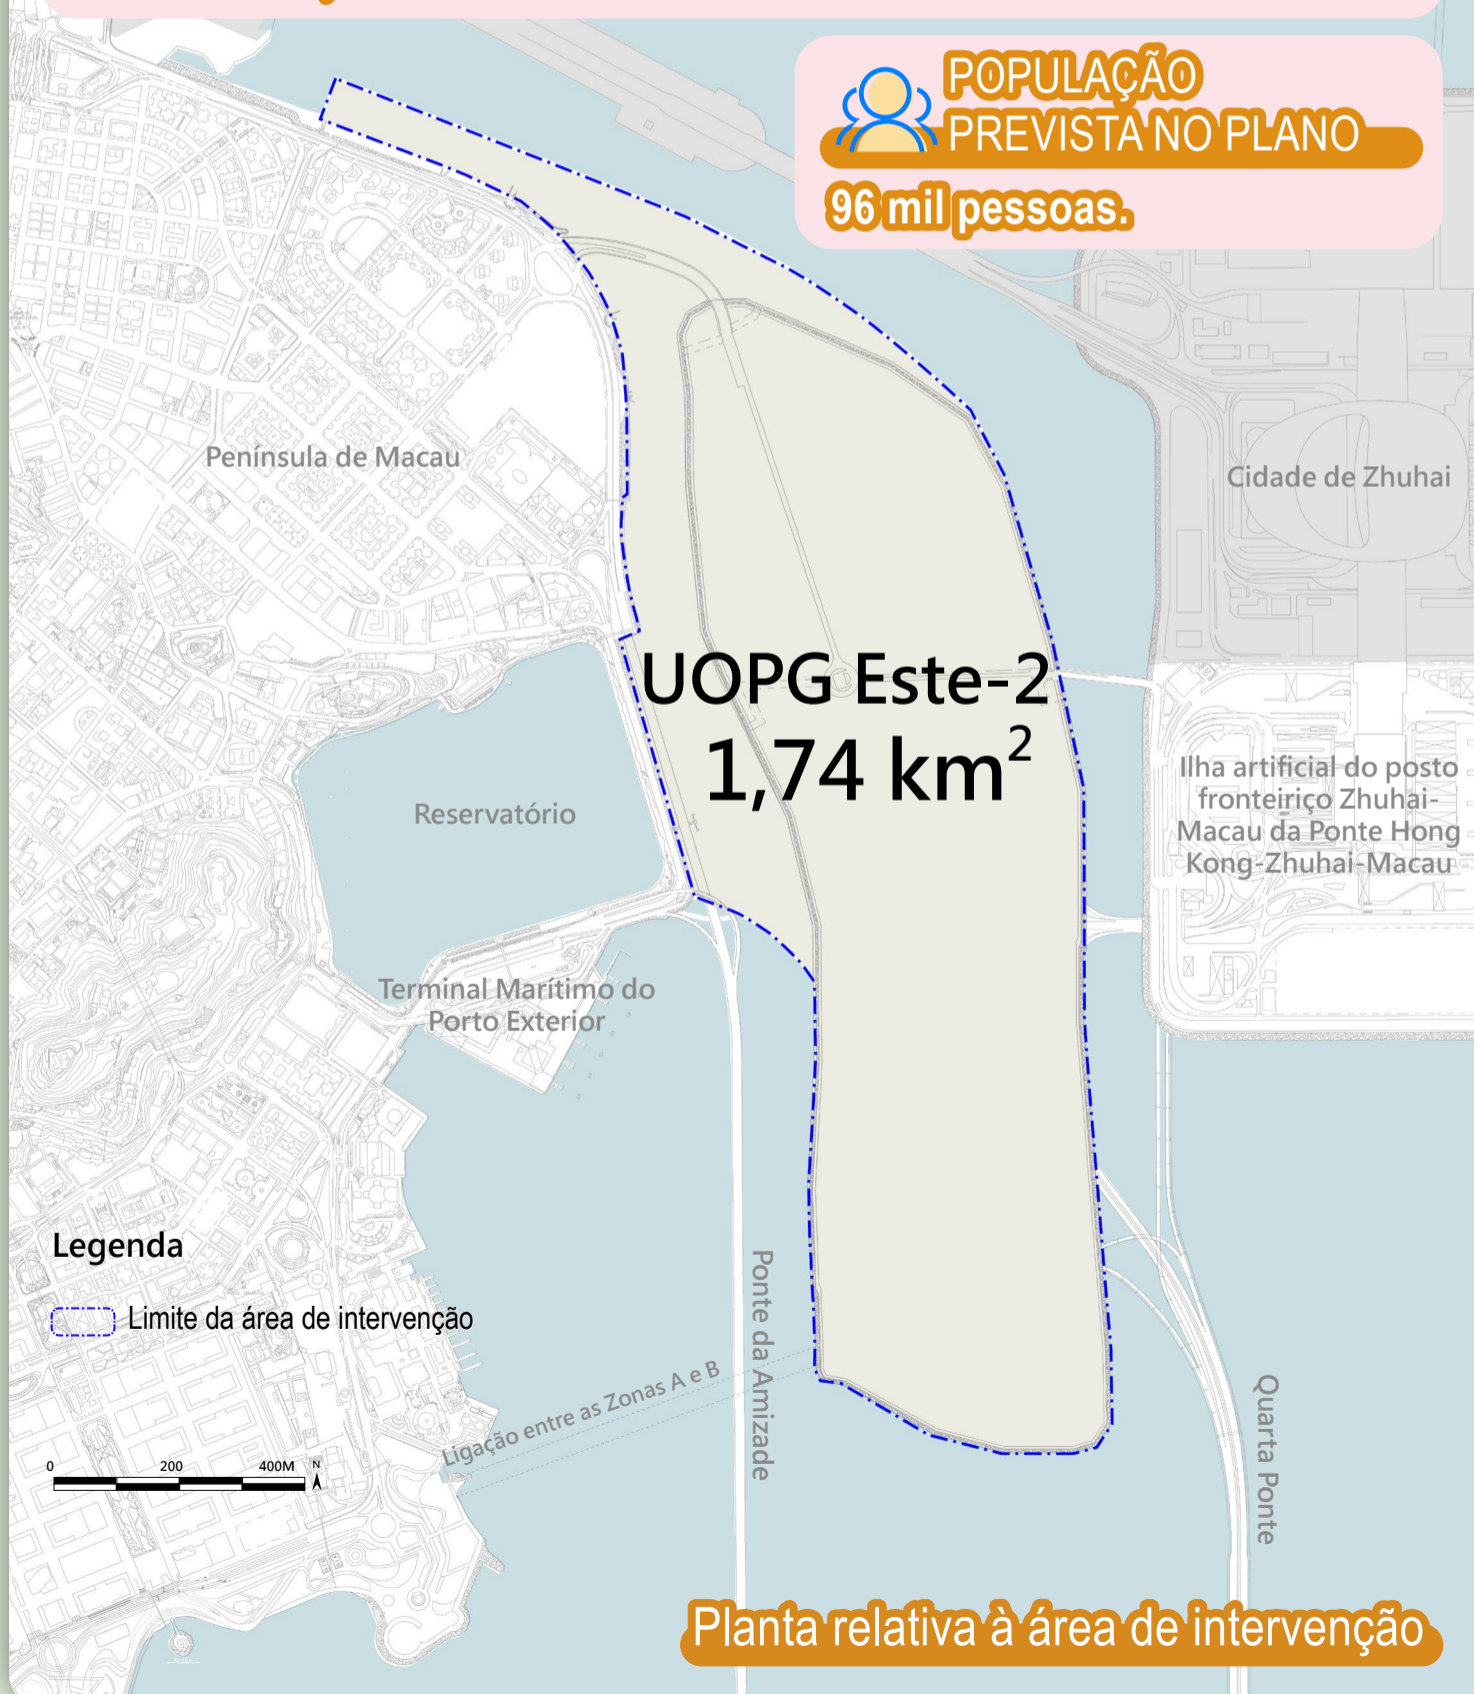 POPULAÇÃO
PREVISTA NO PLANO
96 mil pessoas.
Península de Macau
Cidade de Zhuhai
UOPG Este-2
1,74 km²
Ilha artificial do posto
fronteiriço Zhuhai-
Macau da Ponte Hong
Kong-Zhuhai-Macau
Reservatório
Terminal Marítimo do
Porto Exterior
Legenda
Limite da área de intervenção
Ponte da Amizade
Ligação entre as Zonas A e B
Quarta Ponte
0 200 400M N
Planta relativa à área de intervenção